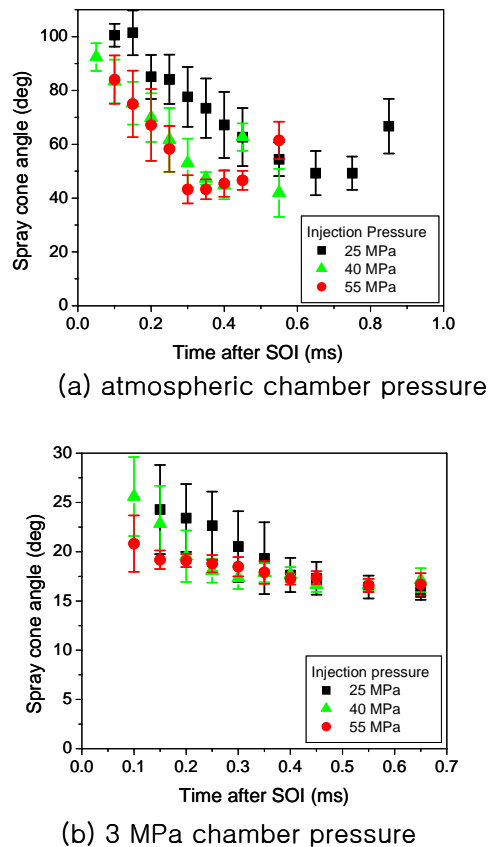 100
80
60
40
20
0
0.0 0.2 0.4 0.6 0.8 1.0
Spray cone angle (deg)
Injection Pressure
25 MPa
40 MPa
55 MPa
Time after SOI (ms)
(a) atmospheric chamber pressure
30
25
20
15
10
5
0
0.0 0.1 0.2 0.3 0.4 0.5 0.6 0.7
Spray cone angle (deg)
Injection pressure
25 MPa
40 MPa
55 MPa
Time after SOI (ms)
(b) 3 MPa chamber pressure